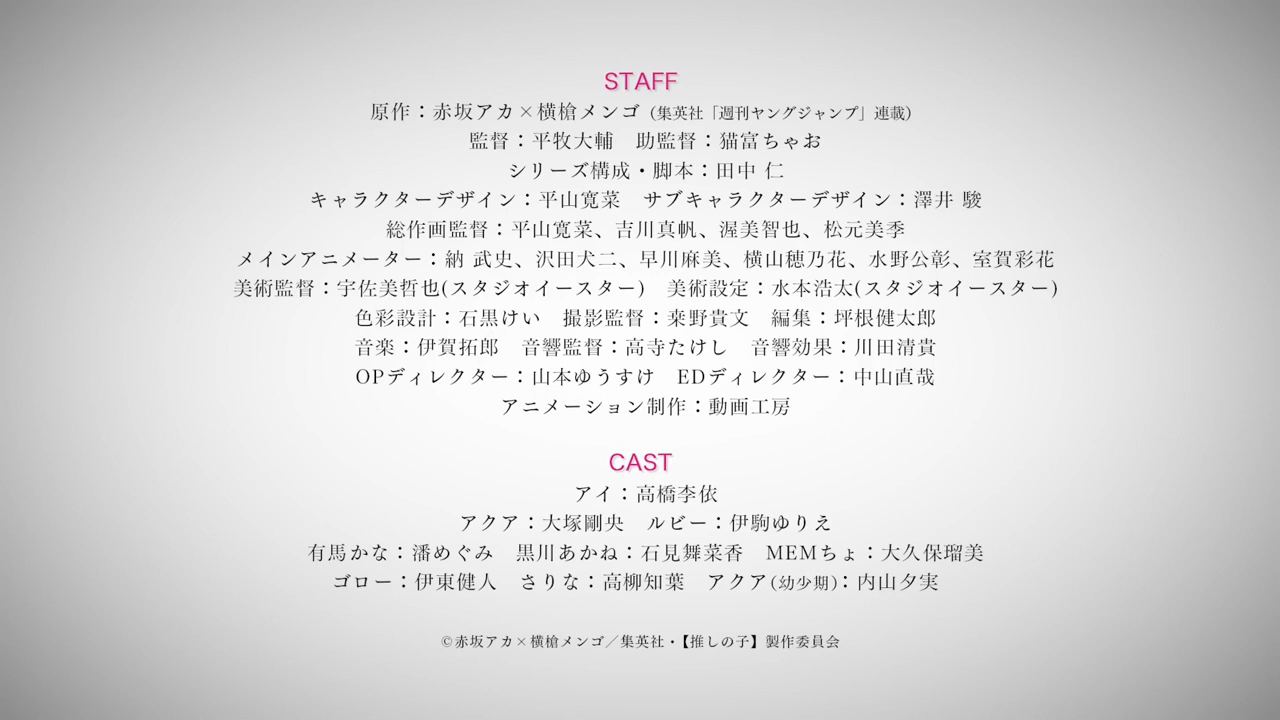 STAFF
原作：赤坂アカ×横槍メンゴ（集英社「週刊ヤングジャンプ」連載）
監督：平牧大輔　助監督：猫富ちゃお
シリーズ構成・脚本：田中 仁
キャラクターデザイン：平山寛菜　サブキャラクターデザイン：澤井 駿
総作画監督：平山寛菜、吉川真帆、渥美智也、松元美季
メインアニメーター：納 武史、沢田犬二、早川麻美、横山穂乃花、水野公彰、室賀彩花
美術監督：宇佐美哲也(スタジオイースター)　美術設定：水本浩太(スタジオイースター)
色彩設計：石黒けい　撮影監督：桒野貴文　編集：坪根健太郎
音楽：伊賀拓郎　音響監督：高寺たけし　音響効果：川田清貴
OPディレクター：山本ゆうすけ　EDディレクター：中山直哉
アニメーション制作：動画工房
CAST
アイ：高橋李依
アクア：大塚剛央　ルビー：伊駒ゆりえ
有馬かな：潘めぐみ　黒川あかね：石見舞菜香　MEMちょ：大久保瑠美
ゴロー：伊東健人　さりな：高柳知葉　アクア(幼少期)：内山夕実
©赤坂アカ×横槍メンゴ／集英社・【推しの子】製作委員会